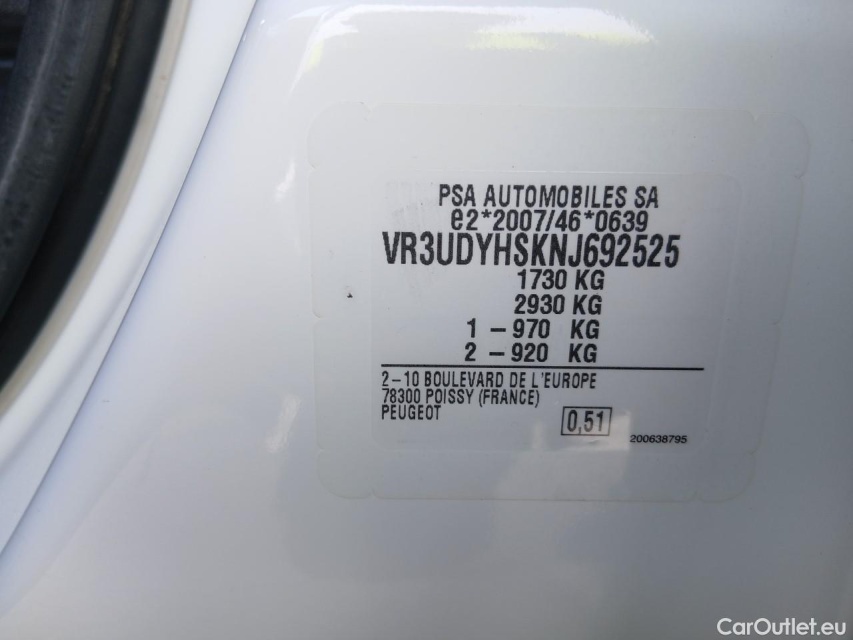 PSA AUTOMOBILES SA
e2*2007/46*0639
VR3UDYHSKNJ692525
1730 KG
2930 KG
1 – 970 KG
2 – 920 KG
2 – 10 BOULEVARD DE L'EUROPE
78300 POISSY (FRANCE)
PEUGEOT
0,51
200638795
CarOutlet.eu